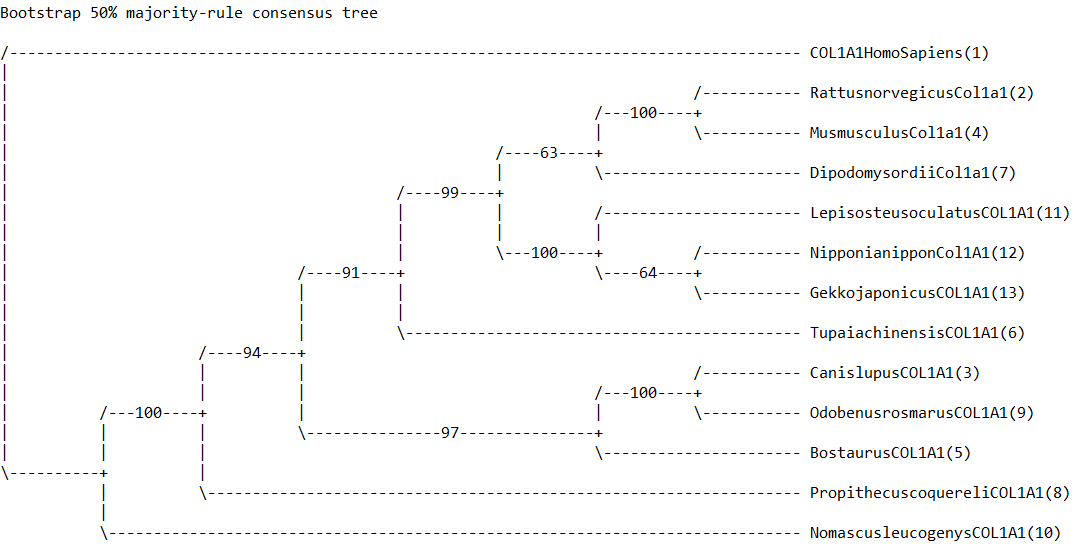 Bootstrap 50% majority-rule consensus tree
COL1A1HomoSapiens(1)
RattusnorvegicusCol1a1(2)
100
MusmusculusCol1a1(4)
63
DipodomysordiiCol1a1(7)
99
LepisosteusoculatusCOL1A1(11)
100
NipponianipponCol1A1(12)
91
64
GekkojaponicusCOL1A1(13)
TupaiachinensisCOL1A1(6)
94
CanislupusCOL1A1(3)
100
100
OdobenusrosmarusCOL1A1(9)
97
BostaurusCOL1A1(5)
PropithecuscoquereliCOL1A1(8)
NomascusleucogenysCOL1A1(10)